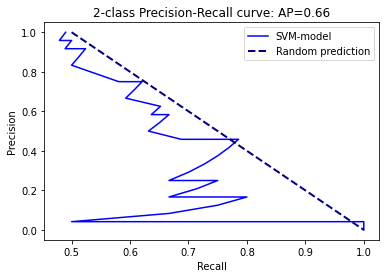 2-class Precision-Recall curve: AP=0.66
SVM-model
Random prediction
Precision
1.0
0.8
0.6
0.4
0.2
0.0
0.5 0.6 0.7 0.8 0.9 1.0
Recall